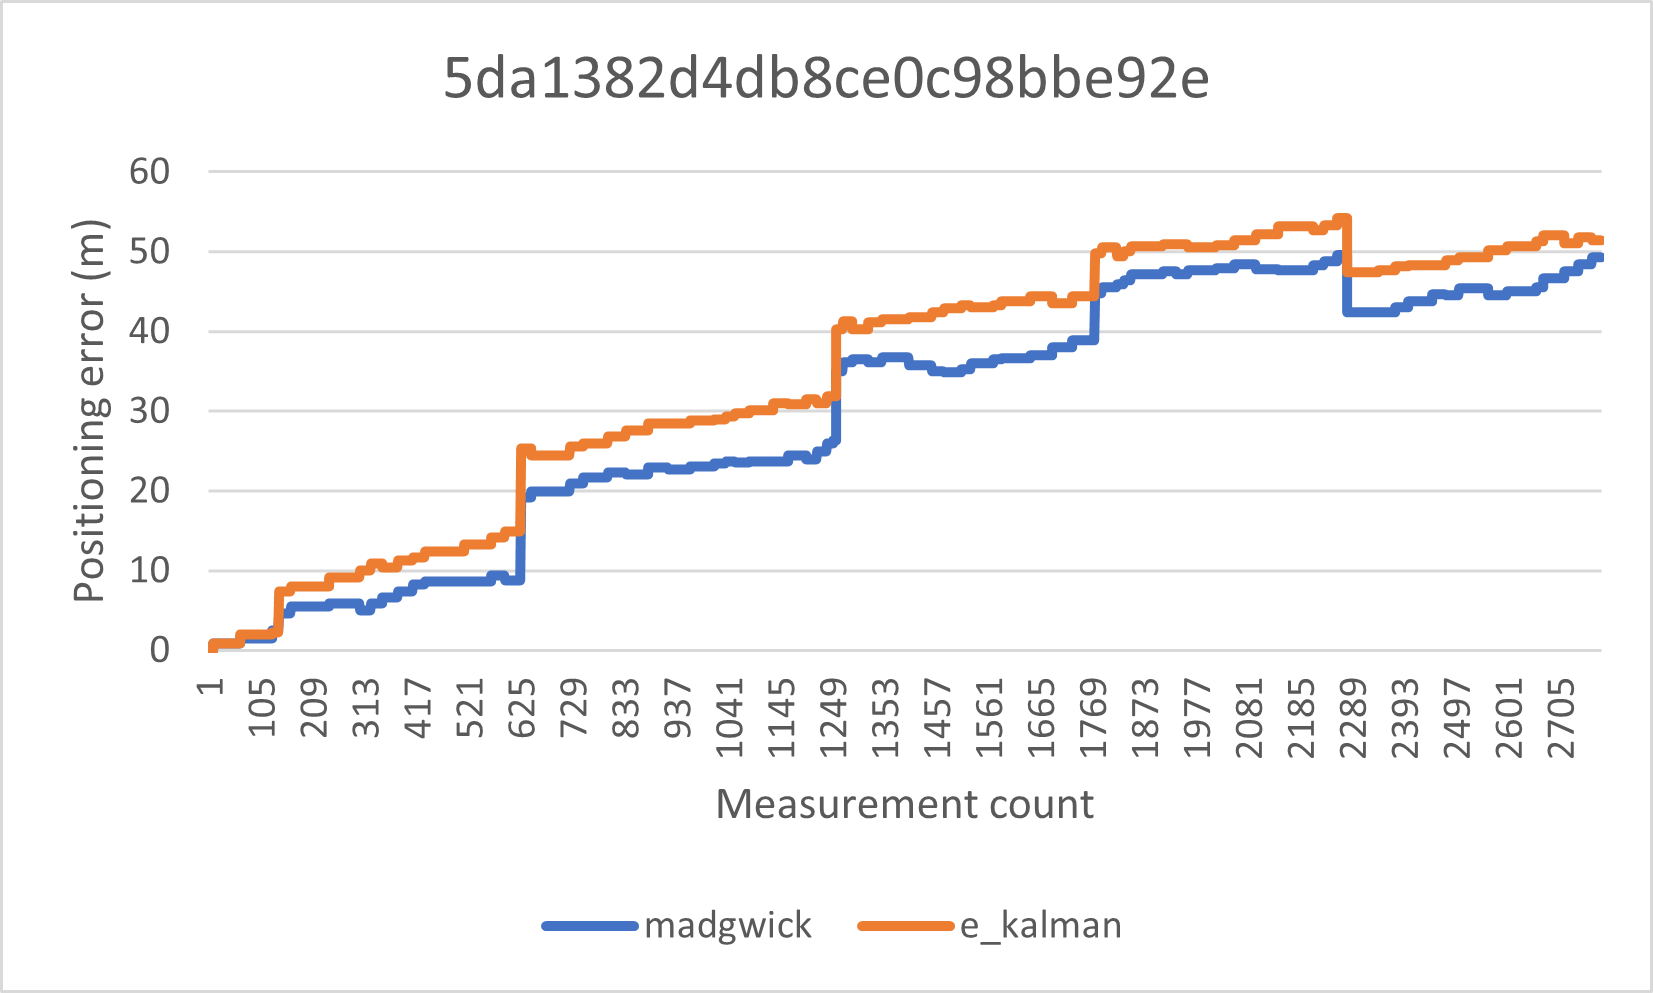 5da1382d4db8ce0c98bbe92e
Positioning error (m)
60
50
40
30
20
10
0
1 105 209 313 417 521 625 729 833 937 1041 1145 1249 1353 1457 1561 1665 1769 1873 1977 2081 2185 2289 2393 2497 2601 2705
Measurement count
madgwick e_kalman